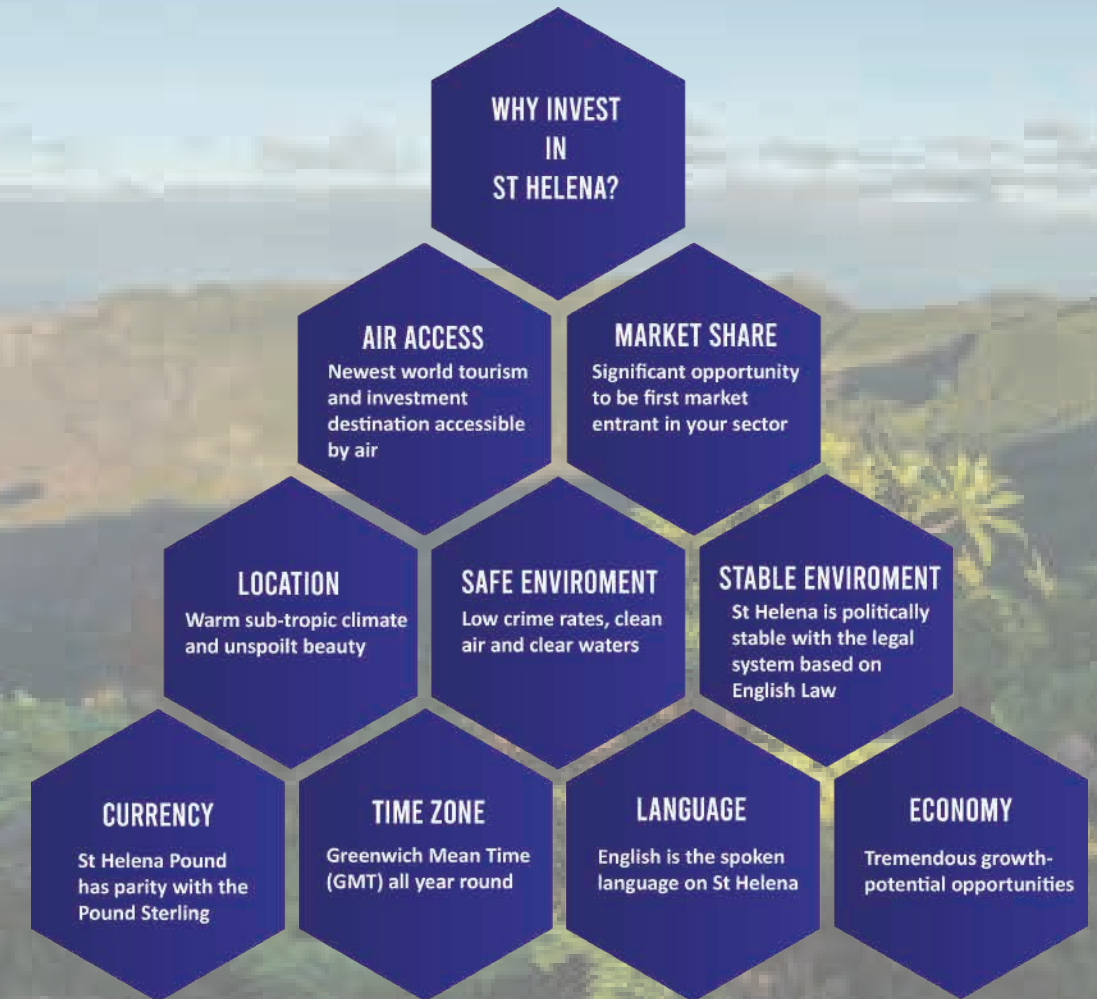 WHY INVEST
IN
ST HELENA?
AIR ACCESS
Newest world tourism
and investment
destination accessible
by air
MARKET SHARE
Significant opportunity
to be first market
entrant in your sector
LOCATION
Warm sub-tropic climate
and unspoilt beauty
SAFE ENVIROMENT
Low crime rates, clean
air and clear waters
STABLE ENVIROMENT
St Helena is politically
stable with the legal
system based on
English Law
CURRENCY
St Helena Pound
has parity with the
Pound Sterling
TIME ZONE
Greenwich Mean Time
(GMT) all year round
LANGUAGE
English is the spoken
language on St Helena
ECONOMY
Tremendous growth-
potential opportunities